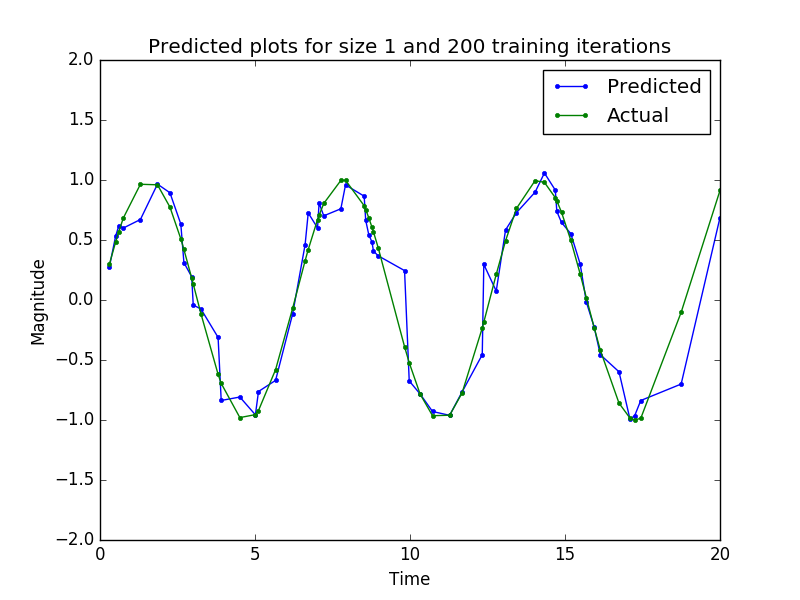 Predicted plots for size 1 and 200 training iterations
2.0
1.5
1.0
0.5
0.0
−0.5
−1.0
−1.5
−2.0
Magnitude
Predicted
Actual
0 5 10 15 20
Time